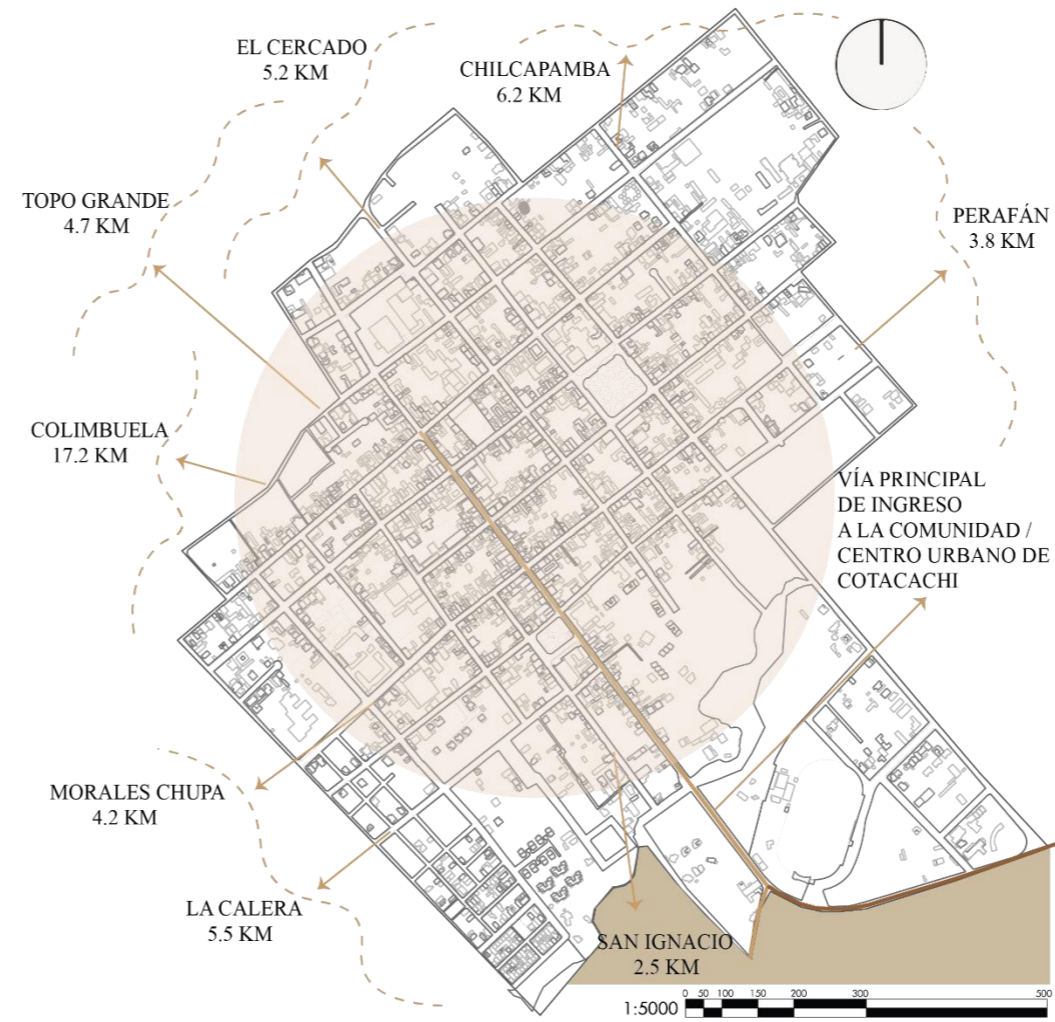 EL CERCADO
5.2 KM
CHILCAPAMBA
6.2 KM
TOPO GRANDE
4.7 KM
PERAFÁN
3.8 KM
COLIMBUELA
17.2 KM
VÍA PRINCIPAL
DE INGRESO
A LA COMUNIDAD /
CENTRO URBANO DE
COTACACHI
MORALES CHUPA
4.2 KM
LA CALERA
5.5 KM
SAN IGNACIO
2.5 KM
1:5000
0 50 100 150 200 300 500